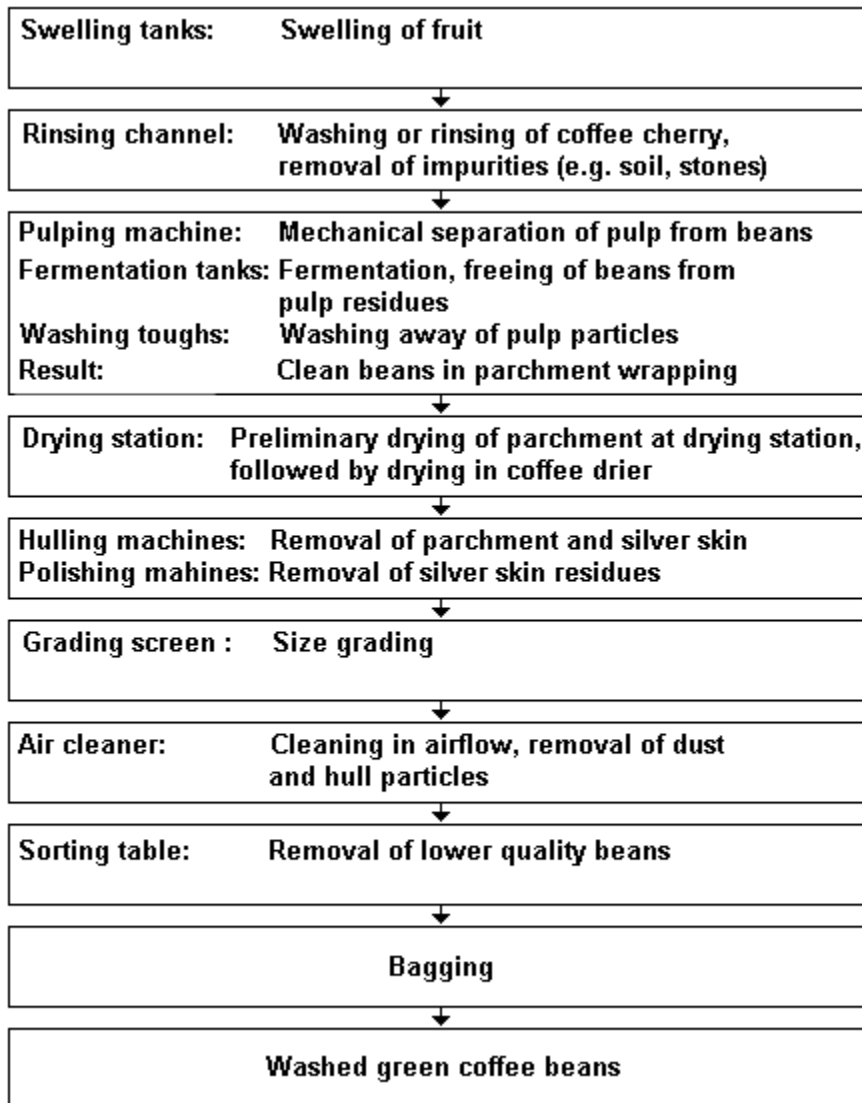 Swelling tanks: Swelling of fruit
Rinsing channel: Washing or rinsing of coffee cherry,
removal of impurities (e.g. soil, stones)
Pulping machine: Mechanical separation of pulp from beans
Fermentation tanks: Fermentation, freeing of beans from
pulp residues
Washing toughs: Washing away of pulp particles
Result: Clean beans in parchment wrapping
Drying station: Preliminary drying of parchment at drying station,
followed by drying in coffee drier
Hulling machines: Removal of parchment and silver skin
Polishing mahines: Removal of silver skin residues
Grading screen : Size grading
Air cleaner: Cleaning in airflow, removal of dust
and hull particles
Sorting table: Removal of lower quality beans
Bagging
Washed green coffee beans